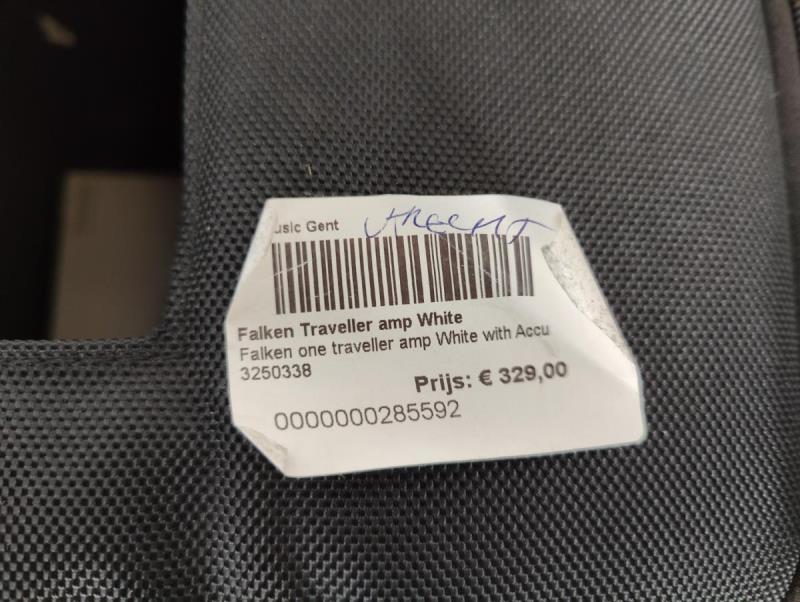 usic Gent
Falken Traveller amp White
Falken one traveller amp White with Accu
3250338
Prijs: € 329,00
0000000285592